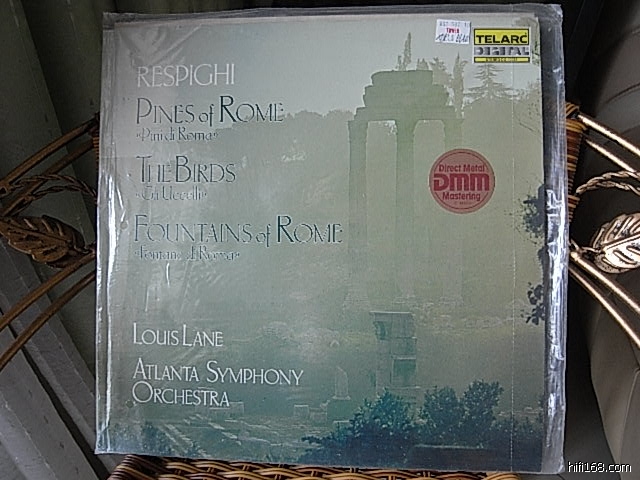 TELARC
DIGITAL
RESPIGHI
PINES of ROME
«Pini di Roma»
THE BIRDS
«Gli Uccelli»
FOUNTAINS of ROME
«Fontane di Roma»
Direct Metal
DMM
Mastering
LOUIS LANE
ATLANTA SYMPHONY
ORCHESTRA
hifi168.com